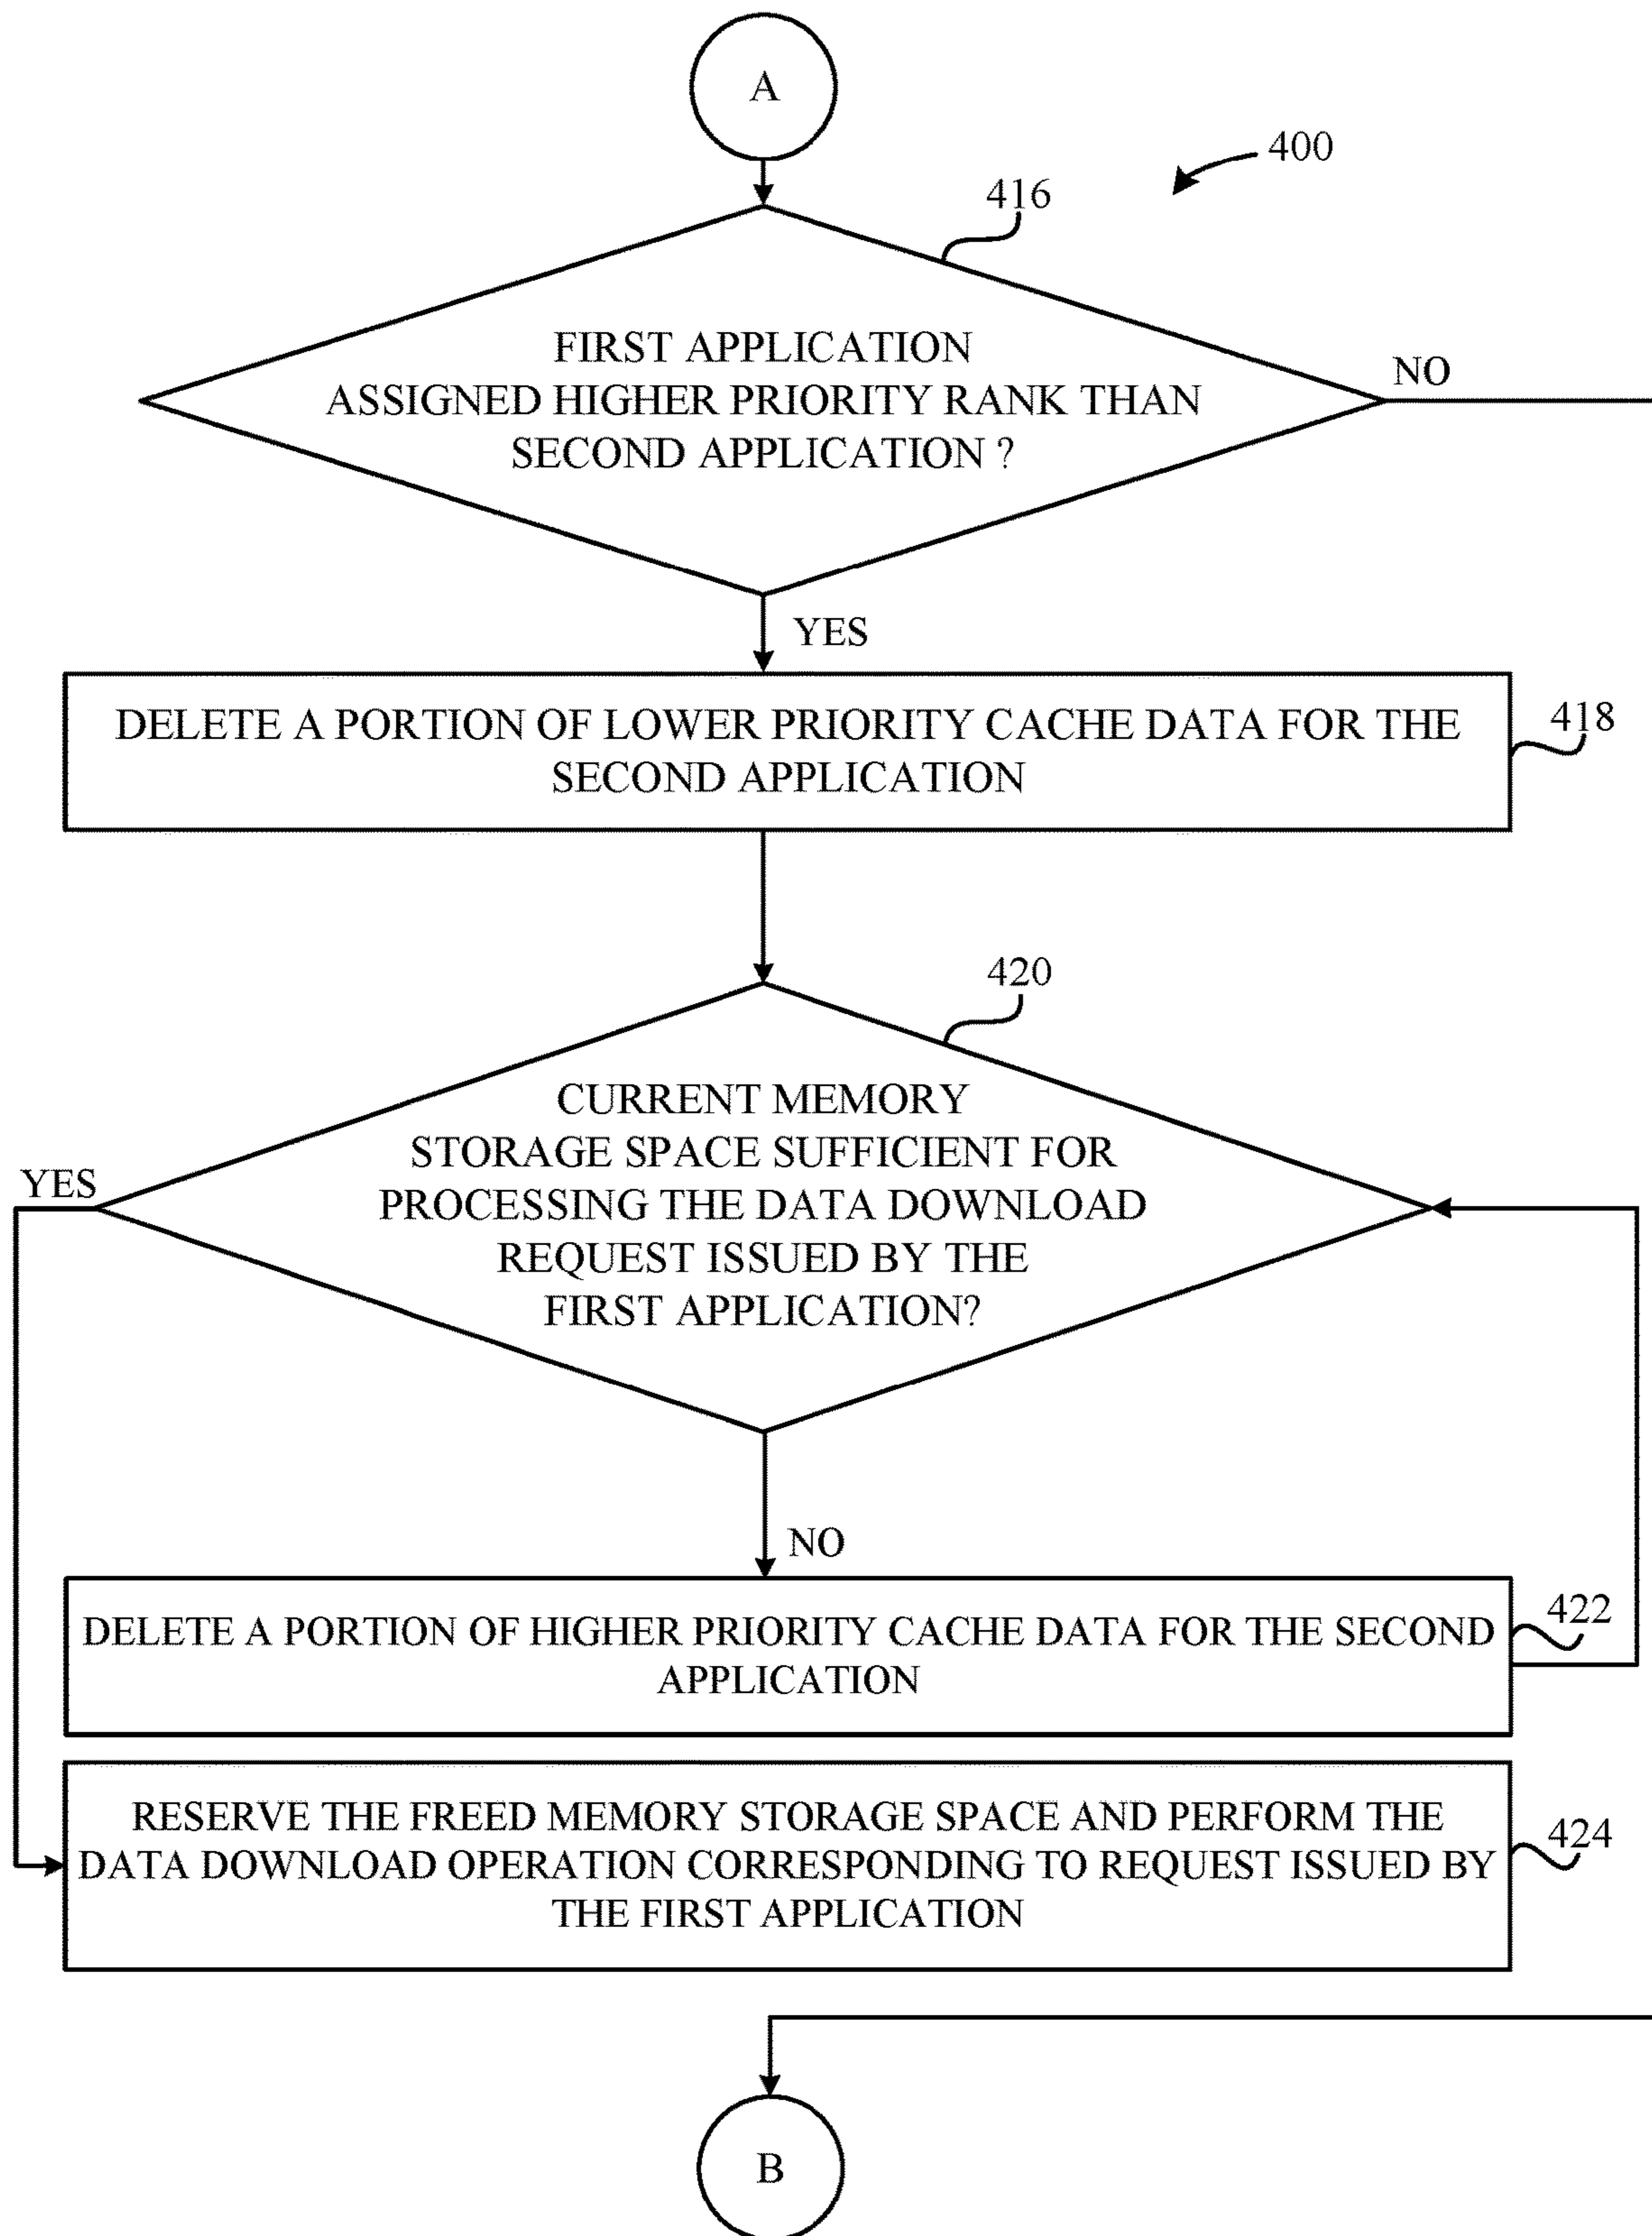 A
400
416
FIRST APPLICATION
ASSIGNED HIGHER PRIORITY RANK THAN
SECOND APPLICATION ?
NO
YES
DELETE A PORTION OF LOWER PRIORITY CACHE DATA FOR THE
SECOND APPLICATION
418
420
CURRENT MEMORY
STORAGE SPACE SUFFICIENT FOR
PROCESSING THE DATA DOWNLOAD
REQUEST ISSUED BY THE
FIRST APPLICATION?
YES
NO
DELETE A PORTION OF HIGHER PRIORITY CACHE DATA FOR THE SECOND
APPLICATION
422
RESERVE THE FREED MEMORY STORAGE SPACE AND PERFORM THE
DATA DOWNLOAD OPERATION CORRESPONDING TO REQUEST ISSUED BY
THE FIRST APPLICATION
424
B